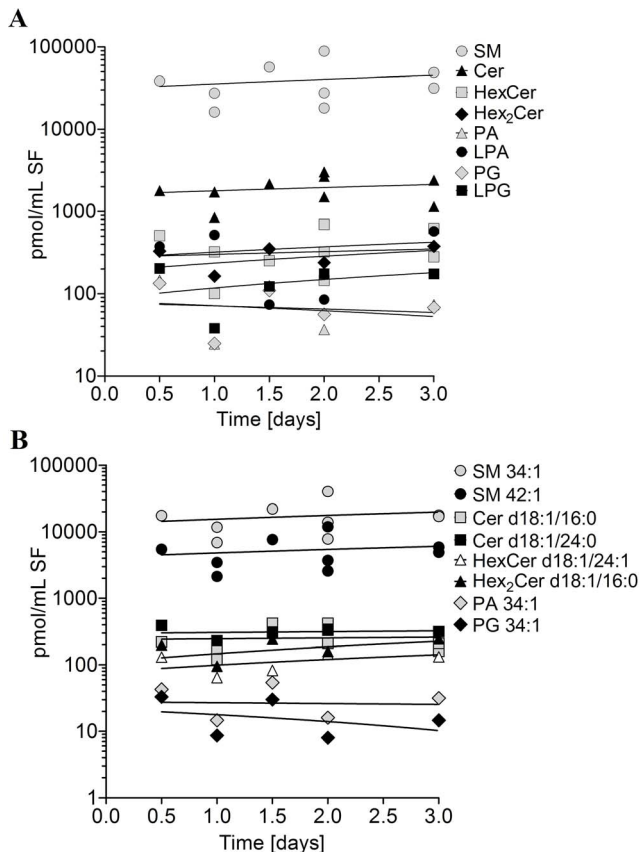 A
pmol/mL SF
100000
10000
1000
100
10
0.0 0.5 1.0 1.5 2.0 2.5 3.0
Time [days]
SM
Cer
HexCer
Hex₂Cer
PA
LPA
PG
LPG
B
pmol/mL SF
100000
10000
1000
100
10
1
0.0 0.5 1.0 1.5 2.0 2.5 3.0
Time [days]
SM 34:1
SM 42:1
Cer d18:1/16:0
Cer d18:1/24:0
HexCer d18:1/24:1
Hex₂Cer d18:1/16:0
PA 34:1
PG 34:1